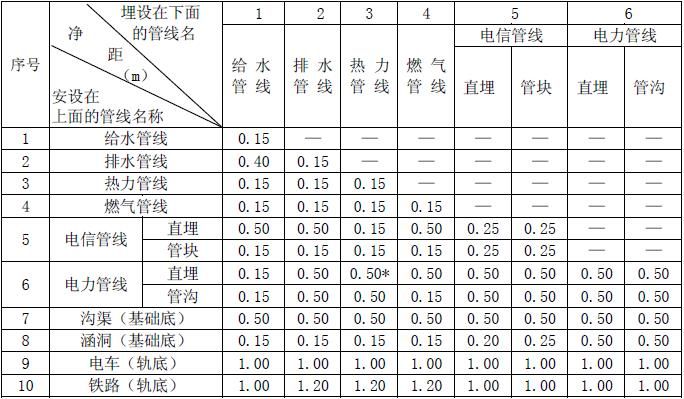 序号 净距（m） 埋设在下面的管线名 安设在上面的管线名称 1 2 3 4 5 6
给水管线 排水管线 热力管线 燃气管线 电信管线 电力管线
直埋 管块 直埋 管沟
1 给水管线 0.15 — — — — — — —
2 排水管线 0.40 0.15 — — — — — —
3 热力管线 0.15 0.15 0.15 — — — — —
4 燃气管线 0.15 0.15 0.15 0.15 — — — —
5 电信管线 直埋 0.50 0.50 0.15 0.50 0.25 0.25 — —
管块 0.15 0.15 0.15 0.15 0.25 0.25 — —
6 电力管线 直埋 0.15 0.50 0.50* 0.50 0.50 0.50 0.50 0.50
管沟 0.15 0.50 0.50 0.15 0.50 0.50 0.50 0.50
7 沟渠（基础底） 0.50 0.50 0.50 0.50 0.50 0.50 0.50 0.50
8 涵洞（基础底） 0.15 0.15 0.15 0.15 0.20 0.25 0.50 0.50
9 电车（轨底） 1.00 1.00 1.00 1.00 1.00 1.00 1.00 1.00
10 铁路（轨底） 1.00 1.20 1.20 1.20 1.00 1.00 1.00 1.00